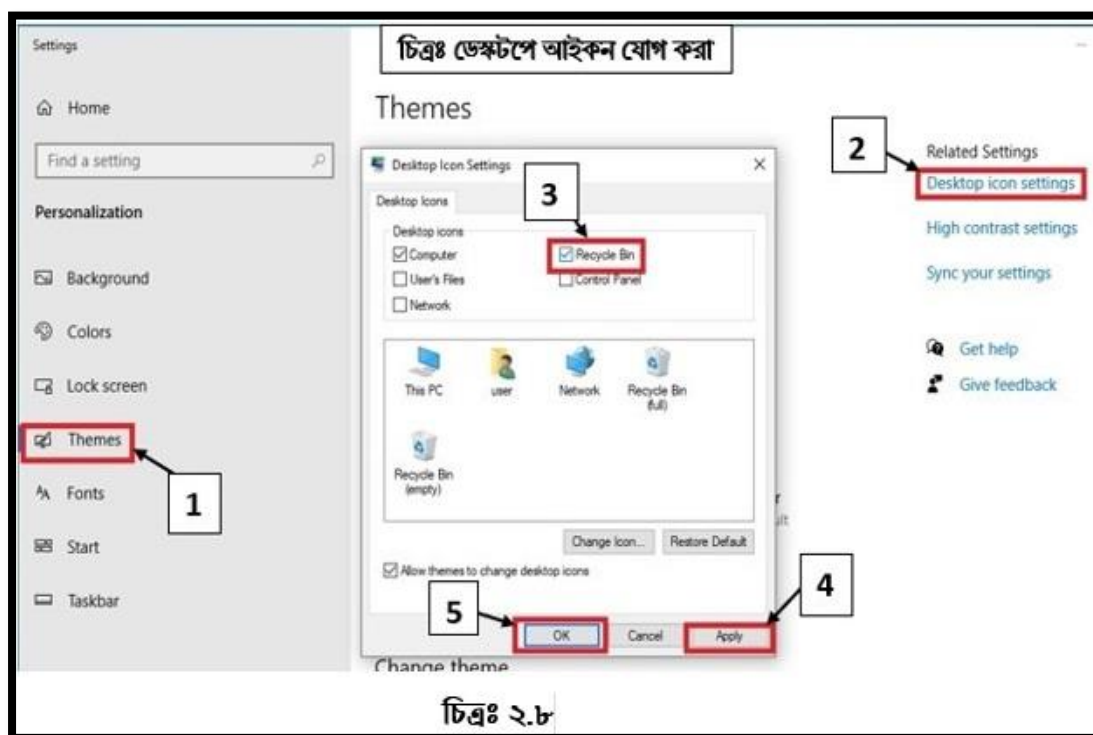 Settings
চিত্রঃ ডেস্কটপে আইকন যোগ করা
Home
Find a setting
Personalization
Background
Colors
Lock screen
Themes
1
Fonts
Start
Taskbar
Themes
Desktop Icon Settings
Desktop Icons
3
Desktop icons
Computer
Recycle Bin
User's Files
Control Panel
Network
This PC
user
Network
Recycle Bin
(full)
Recycle Bin
(empty)
Change Icon...
Restore Default
Allow themes to change desktop icons
5
4
OK
Cancel
Apply
Change theme
2
Related Settings
Desktop icon settings
High contrast settings
Sync your settings
Get help
Give feedback
চিত্রঃ ২.৮